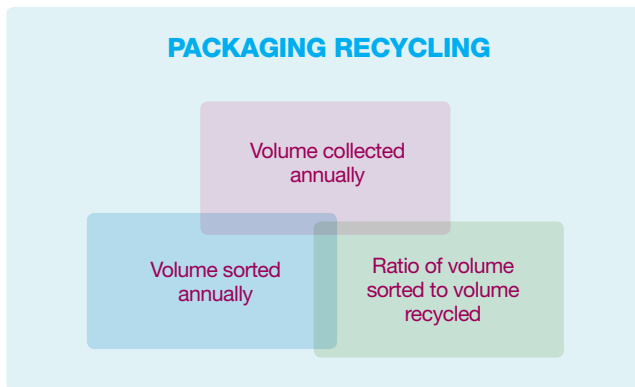 PACKAGING RECYCLING
Volume collected
annually
Volume sorted
annually
Ratio of volume
sorted to volume
recycled